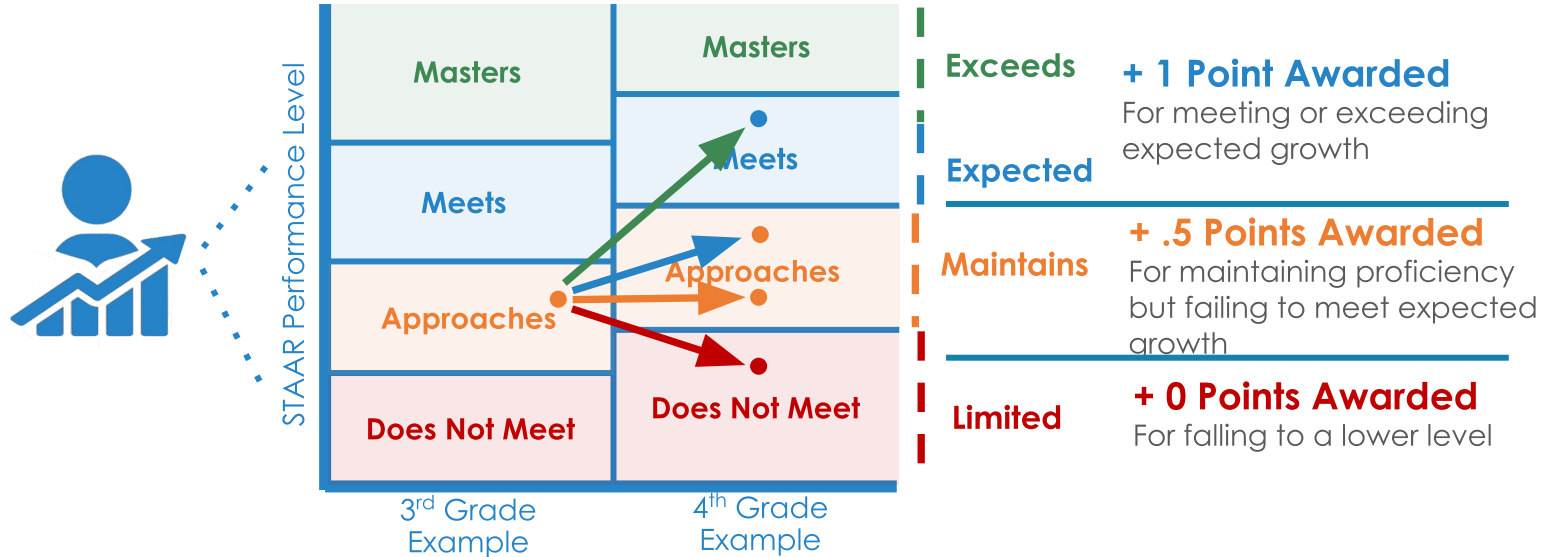 STAAR Performance Level
Masters
Meets
Approaches
Does Not Meet
3rd Grade
Example
Masters
Meets
Approaches
Does Not Meet
4th Grade
Example
Exceeds
Expected
+ 1 Point Awarded
For meeting or exceeding
expected growth
Maintains
+ .5 Points Awarded
For maintaining proficiency
but failing to meet expected
growth
Limited
+ 0 Points Awarded
For falling to a lower level